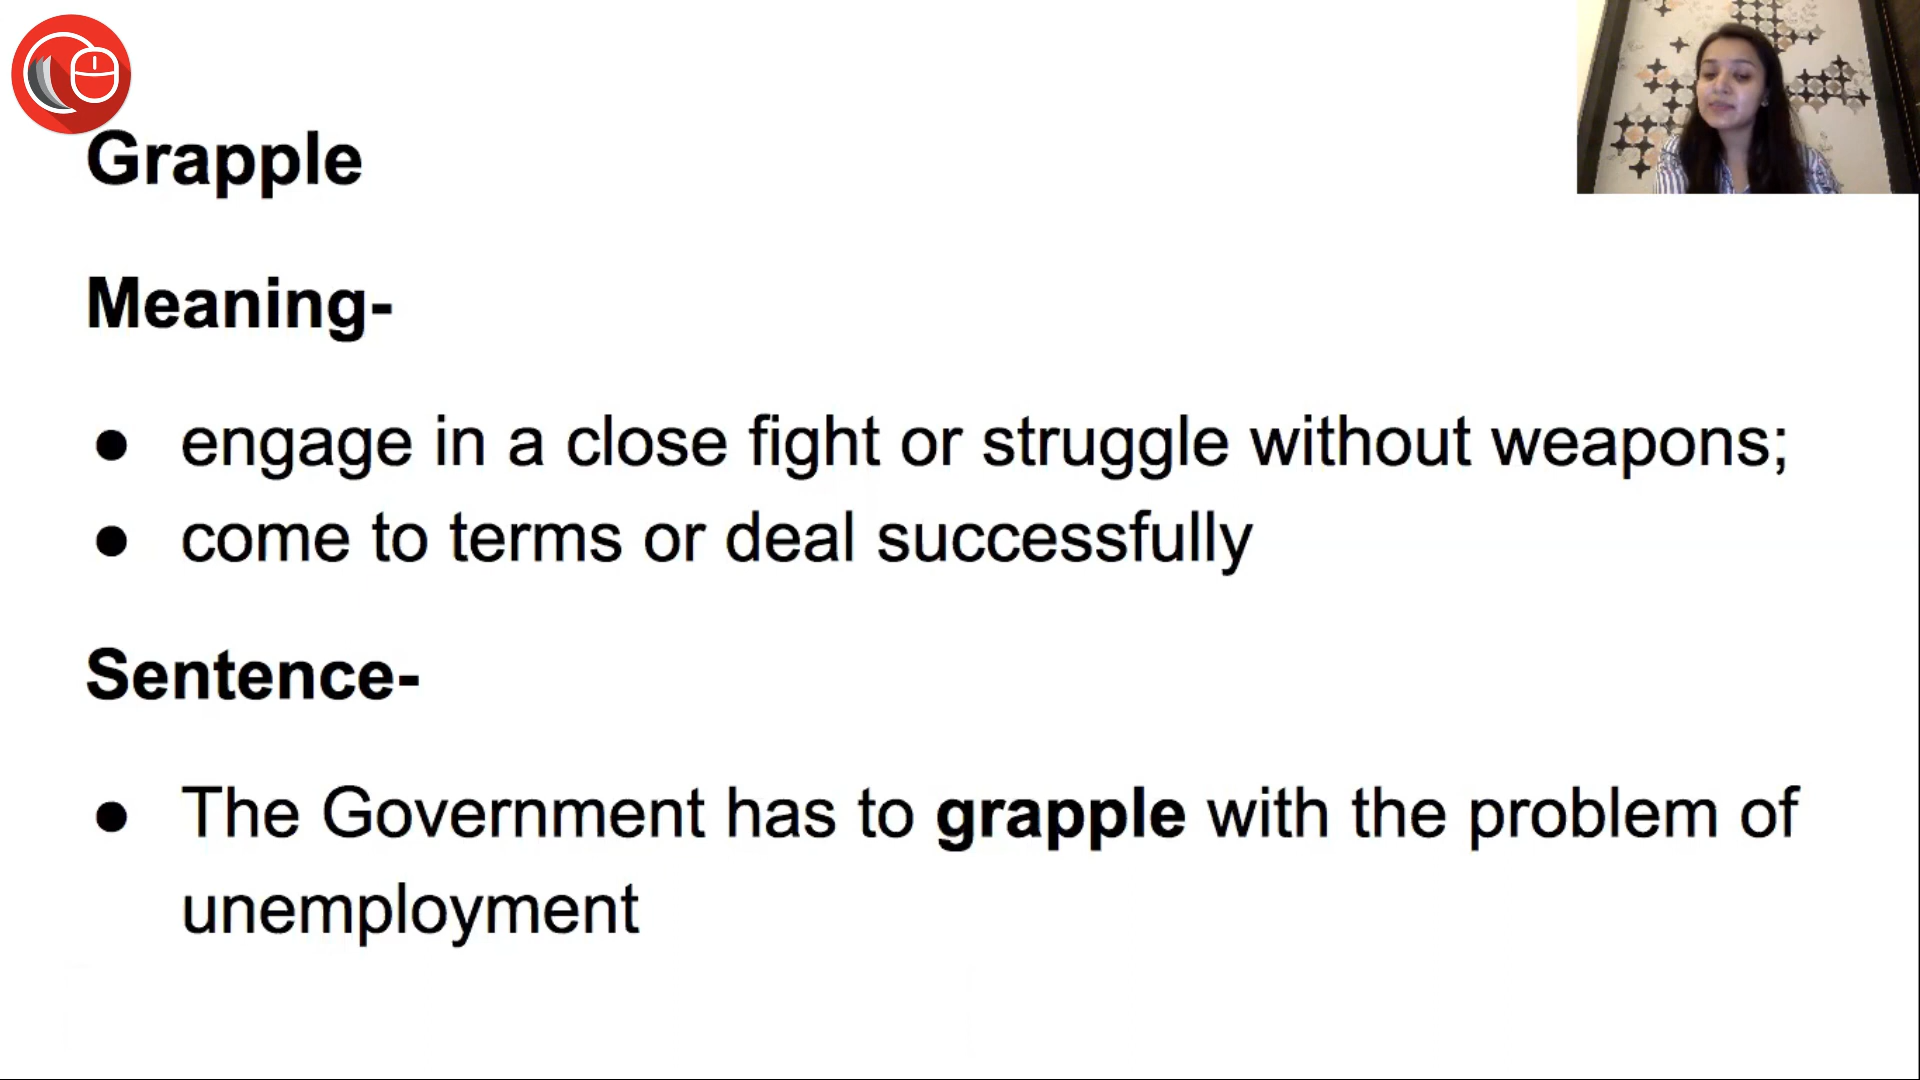 Grapple
Meaning-
● engage in a close fight or struggle without weapons;
● come to terms or deal successfully
Sentence-
● The Government has to grapple with the problem of
unemployment